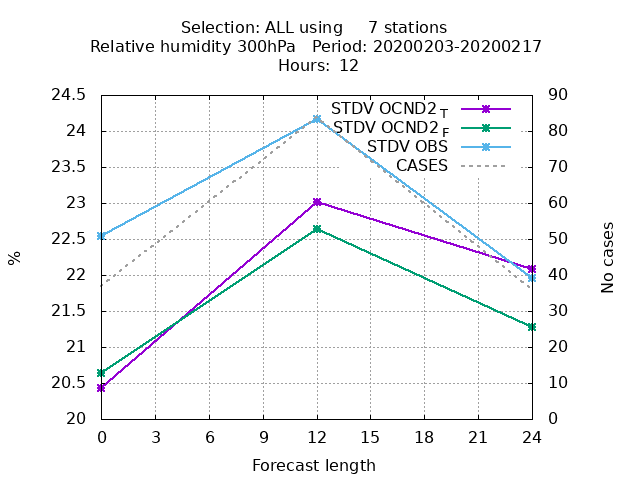 Selection: ALL using 7 stations
Relative humidity 300hPa Period: 20200203-20200217
Hours: 12
24.5 90
24 80
23.5 70
23 60
22.5 50
22 40
21.5 30
21 20
20.5 10
20 0
STDV OCND2 T
STDV OCND2 F
STDV OBS
CASES
%
No cases
0 3 6 9 12 15 18 21 24
Forecast length